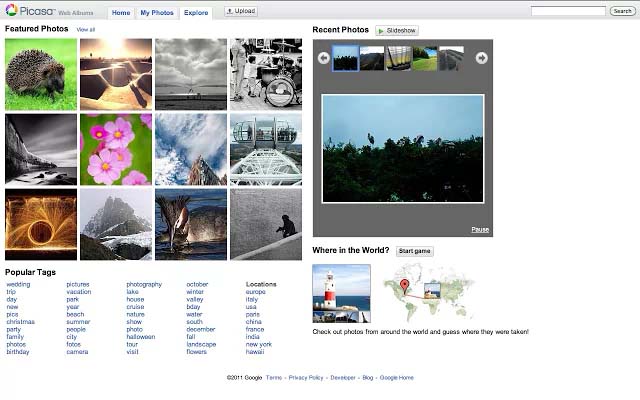 Picasa™ Web Albums Home My Photos Explore Upload Search
Featured Photos View all
Recent Photos Slideshow
Pause
Where in the World? Start game
Check out photos from around the world and guess where they were taken!
Popular Tags
wedding pictures photography october Locations
trip vacation lake winter europe
day park house valley italy
new year cruise bday usa
pics beach nature water paris
christmas summer show south china
party people photo december france
family city halloween fall india
photos fotos tour landscape new york
birthday camera visit flowers hawaii
©2011 Google Terms - Privacy Policy - Developer - Blog - Google Home